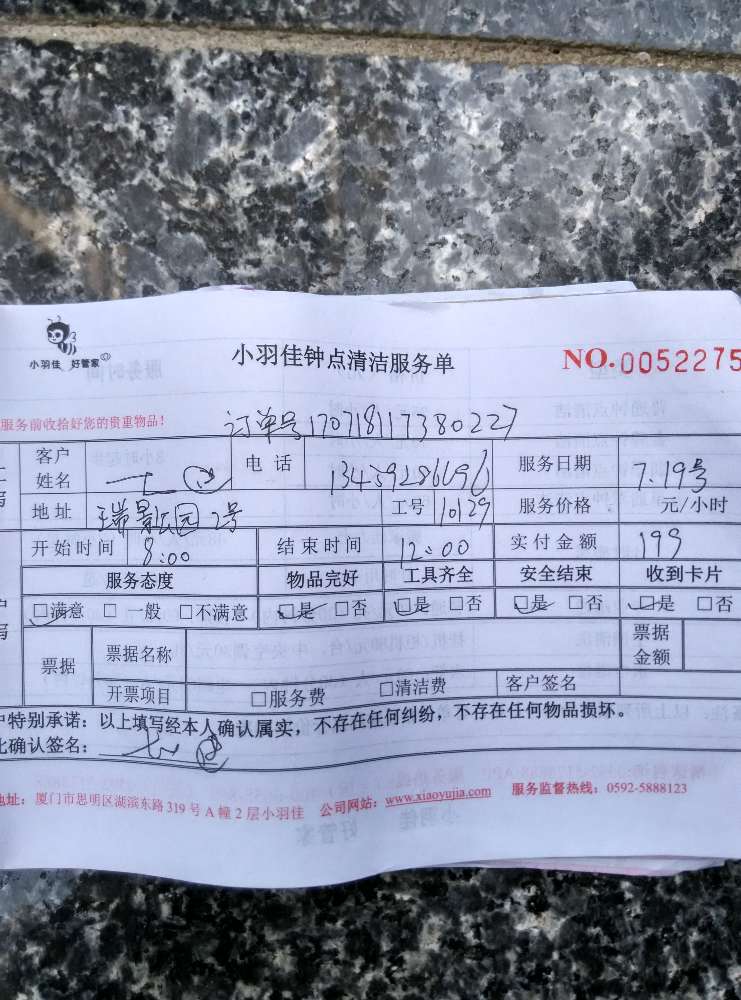 小羽佳 好管家
小羽佳钟点清洁服务单
NO.0052275
服务前收拾好您的贵重物品!
订单号170718117380227
客户姓名 电话 13459286696 服务日期 7.19号
地址 瑞景公园 2号 工号 10129 服务价格 元/小时
开始时间 8:00 结束时间 12:00 实付金额 199
服务态度 物品完好 工具齐全 安全结束 收到卡片
□满意 □一般 □不满意 □是 □否 □是 □否 □是 □否 □是 □否
票据 票据名称 票据金额
开票项目 □服务费 □清洁费 客户签名
户特别承诺:以上填写经本人确认属实,不存在任何纠纷,不存在任何物品损坏。
此确认签名:
地址:厦门市思明区湖滨东路319号A幢2层小羽佳 公司网站:www.xiaoyujia.com 服务监督热线:0592-5888123